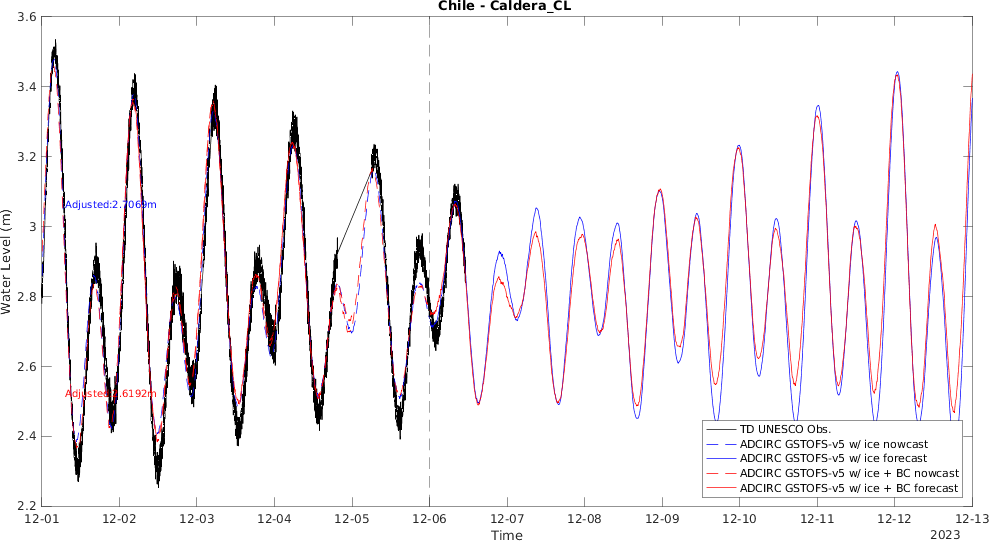 Chile - Caldera_CL
Water Level (m)
3.6
3.4
3.2
3
2.8
2.6
2.4
2.2
Adjusted:2.7069m
Adjusted:2.6192m
TD UNESCO Obs.
ADCIRC GSTOFS-v5 w/ ice nowcast
ADCIRC GSTOFS-v5 w/ ice forecast
ADCIRC GSTOFS-v5 w/ ice + BC nowcast
ADCIRC GSTOFS-v5 w/ ice + BC forecast
12-01 12-02 12-03 12-04 12-05 12-06 12-07 12-08 12-09 12-10 12-11 12-12 12-13
Time
2023